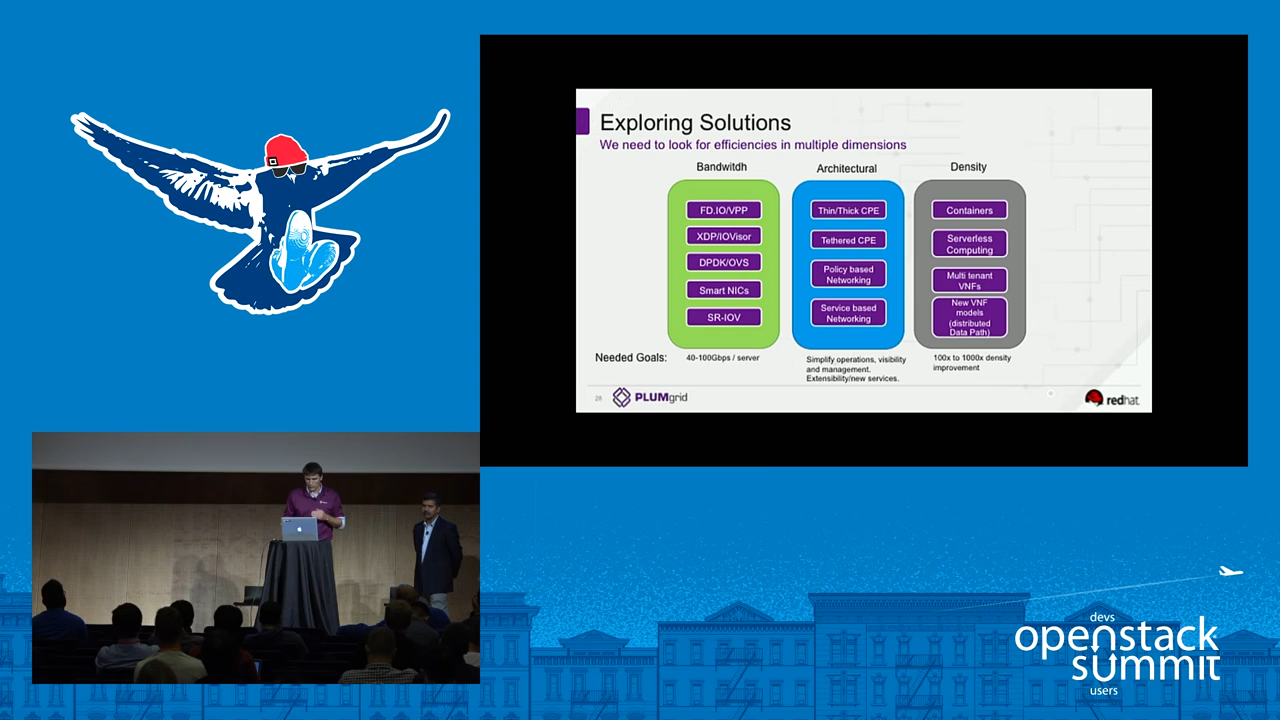 Exploring Solutions
We need to look for efficiencies in multiple dimensions
Bandwitdh
FD.IO/VPP
XDP/IOVisor
DPDK/OVS
Smart NICs
SR-IOV
Architectural
Thin/Thick CPE
Tethered CPE
Policy based
Networking
Service based
Networking
Density
Containers
Serverless
Computing
Multi tenant
VNFs
New VNF
models
(distributed
Data Path)
Needed Goals:
40-100Gbps / server
Simplify operations, visibility
and management.
Extensibility/new services.
100x to 1000x density
improvement
28
PLUMgrid
redhat.
devs
openstack
summit
users